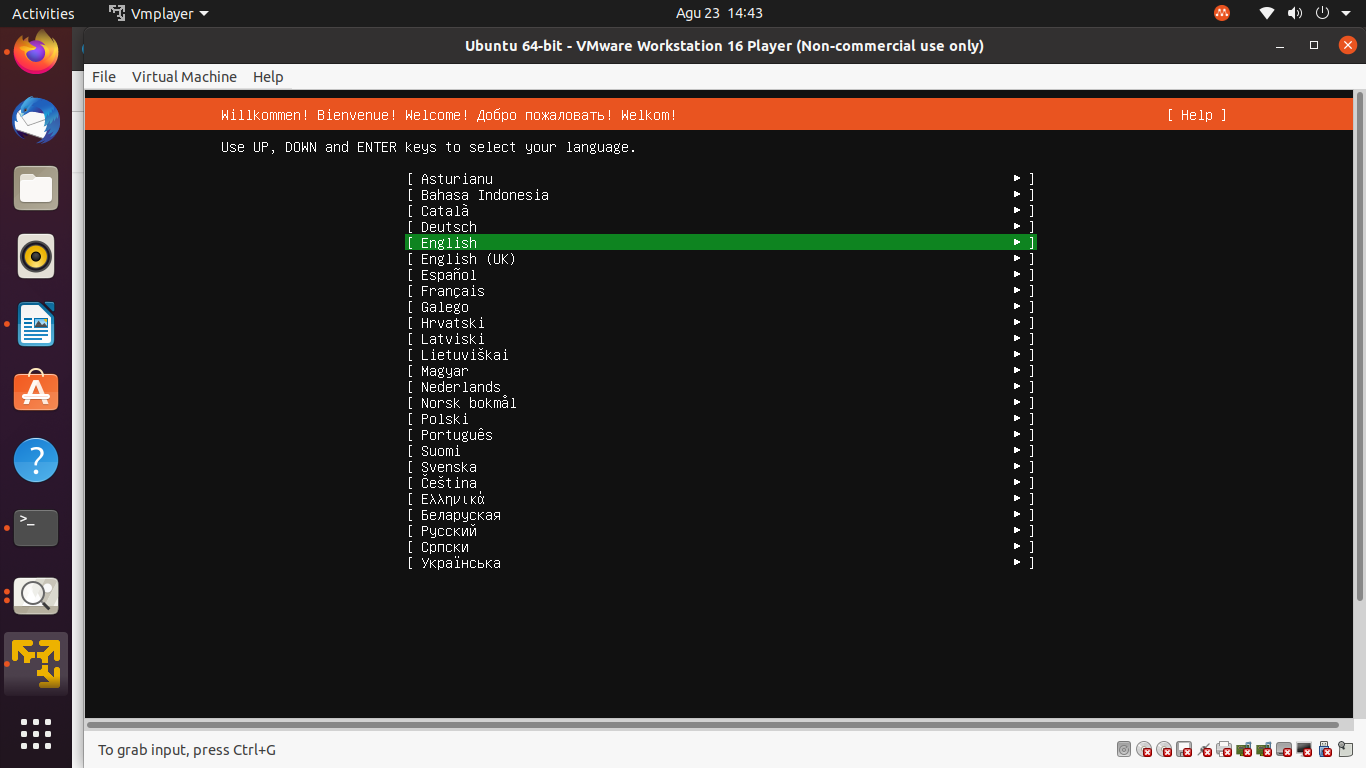 Activities Vmplayer Agu 23 14:43
Ubuntu 64-bit - VMware Workstation 16 Player (Non-commercial use only)
File Virtual Machine Help
Willkommen! Bienvenue! Welcome! Добро пожаловать! Welkom! [ Help ]
Use UP, DOWN and ENTER keys to select your language.
[ Asturianu ▸ ]
[ Bahasa Indonesia ▸ ]
[ Català ▸ ]
[ Deutsch ▸ ]
[ English ▸ ]
[ English (UK) ▸ ]
[ Español ▸ ]
[ Français ▸ ]
[ Galego ▸ ]
[ Hrvatski ▸ ]
[ Latviski ▸ ]
[ Lietuviškai ▸ ]
[ Magyar ▸ ]
[ Nederlands ▸ ]
[ Norsk bokmål ▸ ]
[ Polski ▸ ]
[ Português ▸ ]
[ Suomi ▸ ]
[ Svenska ▸ ]
[ Čeština ▸ ]
[ Ελληνικά ▸ ]
[ Беларуская ▸ ]
[ Русский ▸ ]
[ Српски ▸ ]
[ Українська ▸ ]
To grab input, press Ctrl+G